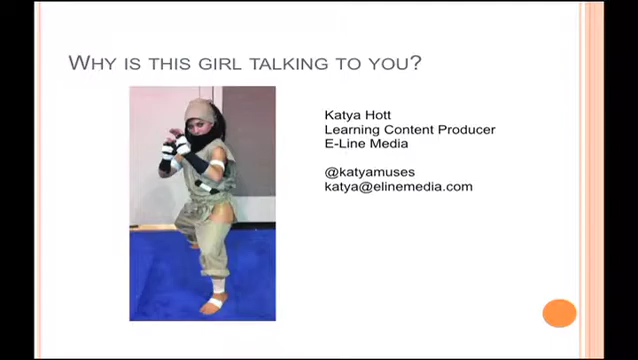 WHY IS THIS GIRL TALKING TO YOU?
Katya Hott
Learning Content Producer
E-Line Media
@katyamuses
katya@elinemedia.com